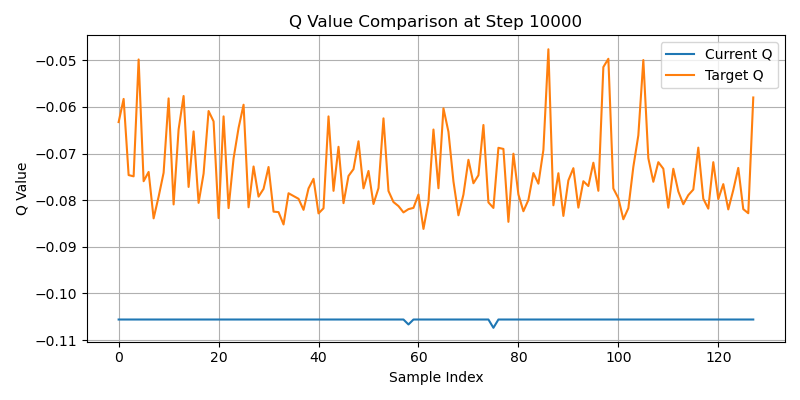 Q Value Comparison at Step 10000
Current Q
Target Q
Q Value
−0.05
−0.06
−0.07
−0.08
−0.09
−0.10
−0.11
0 20 40 60 80 100 120
Sample Index